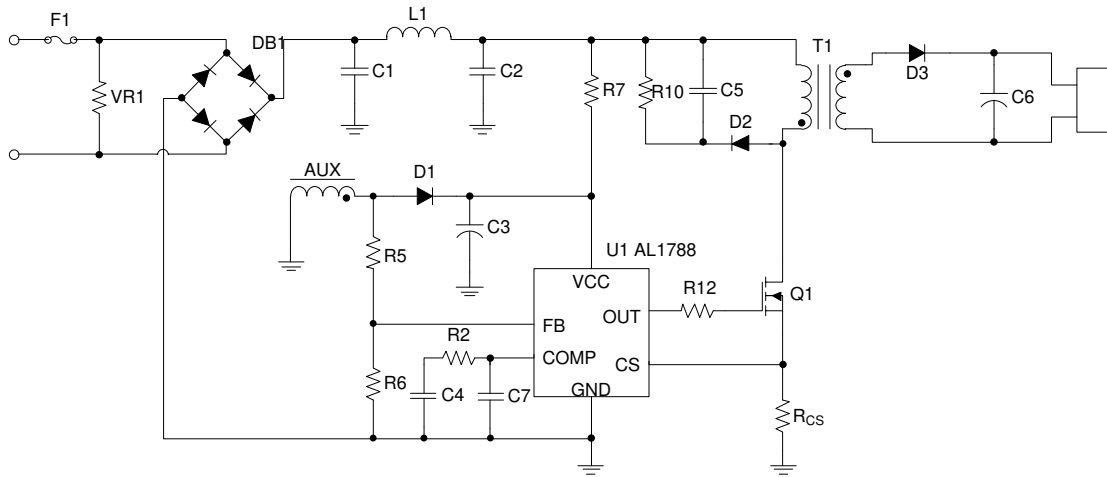 F1
L1
T1
DB1
VR1
C1
C2
R7
R10
C5
D2
D3
C6
AUX
D1
C3
R5
U1 AL1788
VCC
R12
Q1
OUT
FB
R2
COMP
CS
R6
C4
C7
GND
RCS